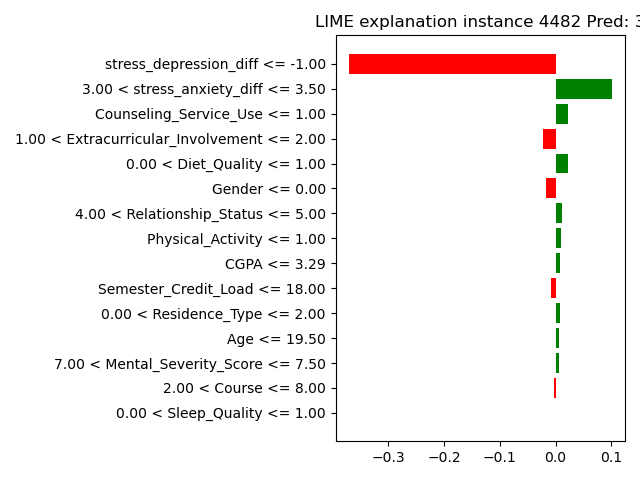 LIME explanation instance 4482 Pred: 3
stress_depression_diff <= -1.00
3.00 < stress_anxiety_diff <= 3.50
Counseling_Service_Use <= 1.00
1.00 < Extracurricular_Involvement <= 2.00
0.00 < Diet_Quality <= 1.00
Gender <= 0.00
4.00 < Relationship_Status <= 5.00
Physical_Activity <= 1.00
CGPA <= 3.29
Semester_Credit_Load <= 18.00
0.00 < Residence_Type <= 2.00
Age <= 19.50
7.00 < Mental_Severity_Score <= 7.50
2.00 < Course <= 8.00
0.00 < Sleep_Quality <= 1.00
−0.3 −0.2 −0.1 0.0 0.1